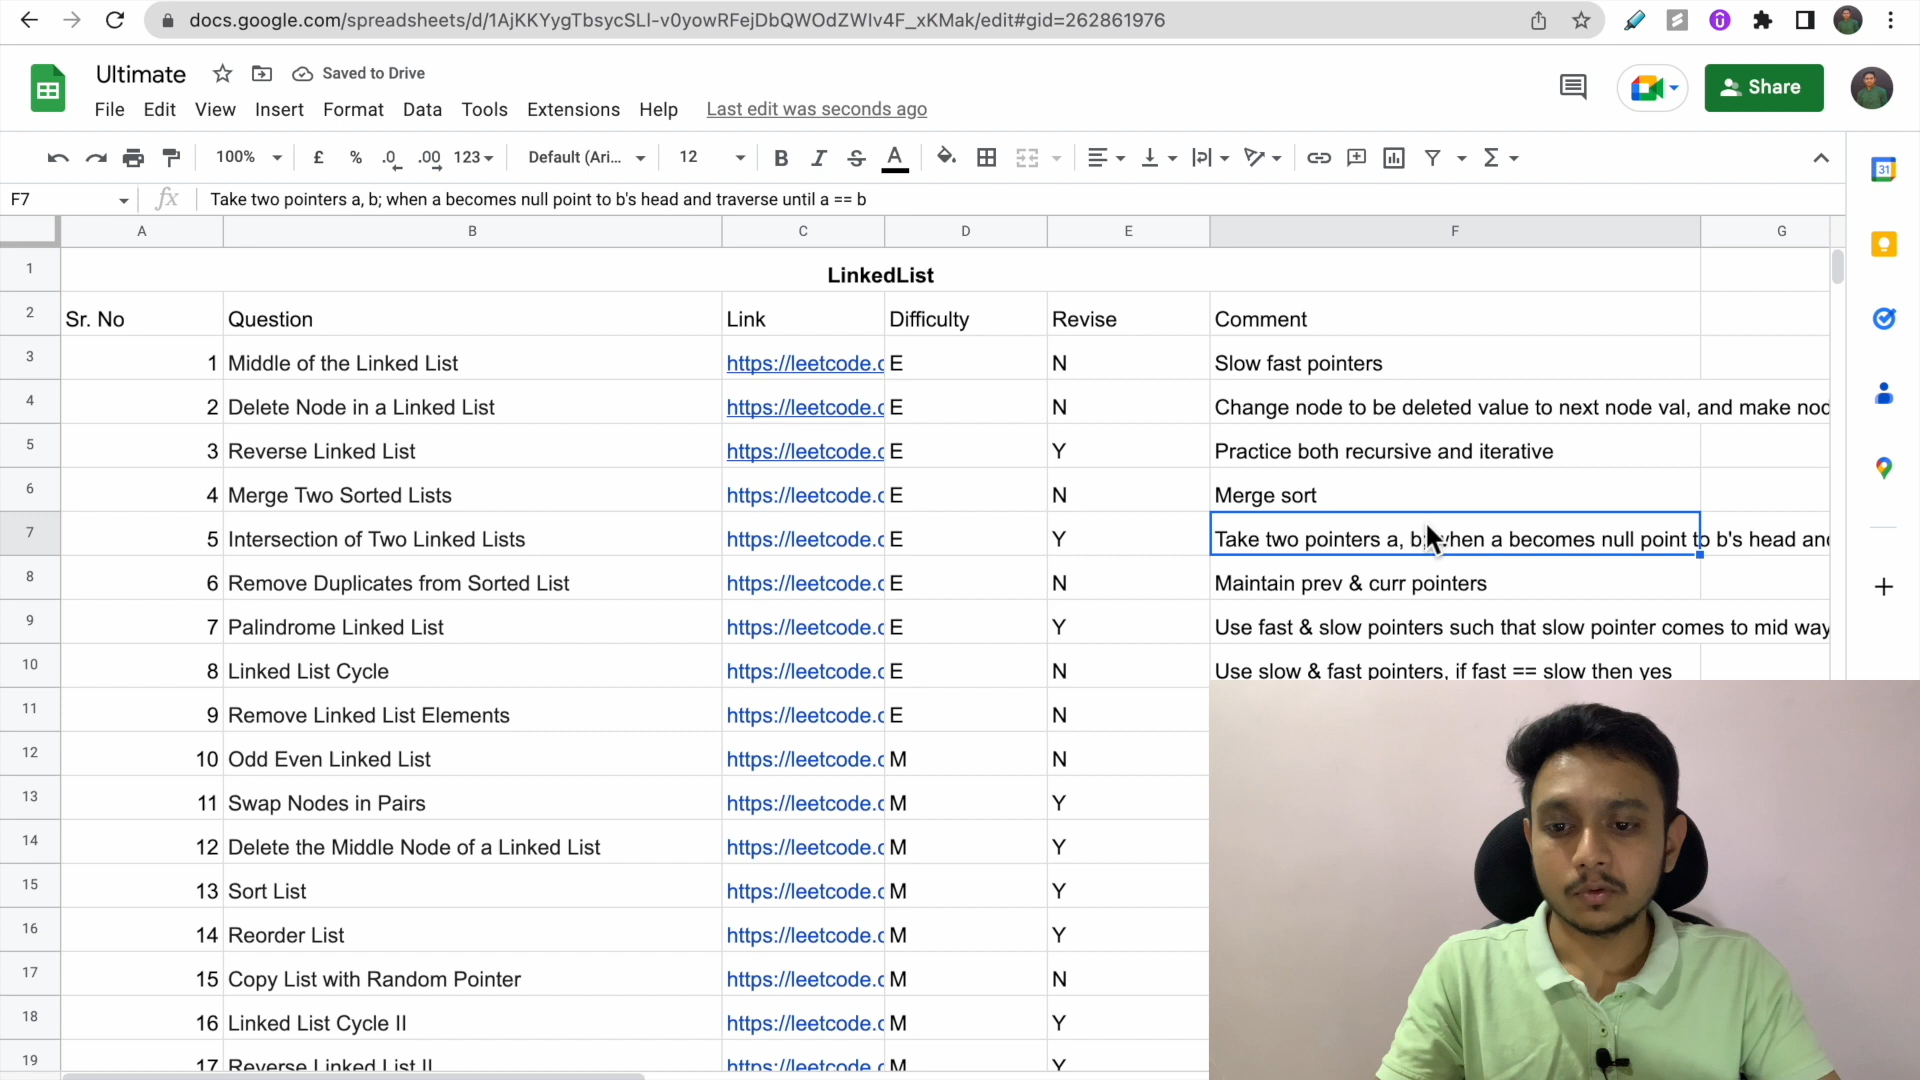 docs.google.com/spreadsheets/d/1AjKKYygTbsycSLl-v0yowRFejDbQWOdZWIv4F_xKMak/edit#gid=262861976
Ultimate Saved to Drive
File Edit View Insert Format Data Tools Extensions Help Last edit was seconds ago
Share
100% £ % .0 .00 123 Default (Ari... 12 B I S A
31
F7 fx Take two pointers a, b; when a becomes null point to b's head and traverse until a == b
A B C D E F G
1 LinkedList
2 Sr. No Question Link Difficulty Revise Comment
3 1 Middle of the Linked List https://leetcode.c E N Slow fast pointers
4 2 Delete Node in a Linked List https://leetcode.c E N Change node to be deleted value to next node val, and make noc
5 3 Reverse Linked List https://leetcode.c E Y Practice both recursive and iterative
6 4 Merge Two Sorted Lists https://leetcode.c E N Merge sort
7 5 Intersection of Two Linked Lists https://leetcode.c E Y Take two pointers a, b; when a becomes null point to b's head and
8 6 Remove Duplicates from Sorted List https://leetcode.c E N Maintain prev & curr pointers
9 7 Palindrome Linked List https://leetcode.c E Y Use fast & slow pointers such that slow pointer comes to mid way
10 8 Linked List Cycle https://leetcode.c E N Use slow & fast pointers, if fast == slow then yes
11 9 Remove Linked List Elements https://leetcode.c E N
12 10 Odd Even Linked List https://leetcode.c M N
13 11 Swap Nodes in Pairs https://leetcode.c M Y
14 12 Delete the Middle Node of a Linked List https://leetcode.c M Y
15 13 Sort List https://leetcode.c M Y
16 14 Reorder List https://leetcode.c M Y
17 15 Copy List with Random Pointer https://leetcode.c M N
18 16 Linked List Cycle II https://leetcode.c M Y
19 17 Reverse Linked List II https://leetcode.c M Y